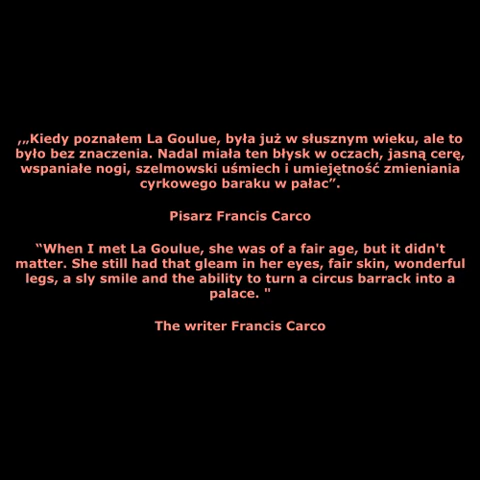 ,„Kiedy poznałem La Goulue, była już w słusznym wieku, ale to
było bez znaczenia. Nadal miała ten błysk w oczach, jasną cerę,
wspaniałe nogi, szelmowski uśmiech i umiejętność zmieniania
cyrkowego baraku w pałac”.
Pisarz Francis Carco
“When I met La Goulue, she was of a fair age, but it didn't
matter. She still had that gleam in her eyes, fair skin, wonderful
legs, a sly smile and the ability to turn a circus barrack into a
palace. "
The writer Francis Carco